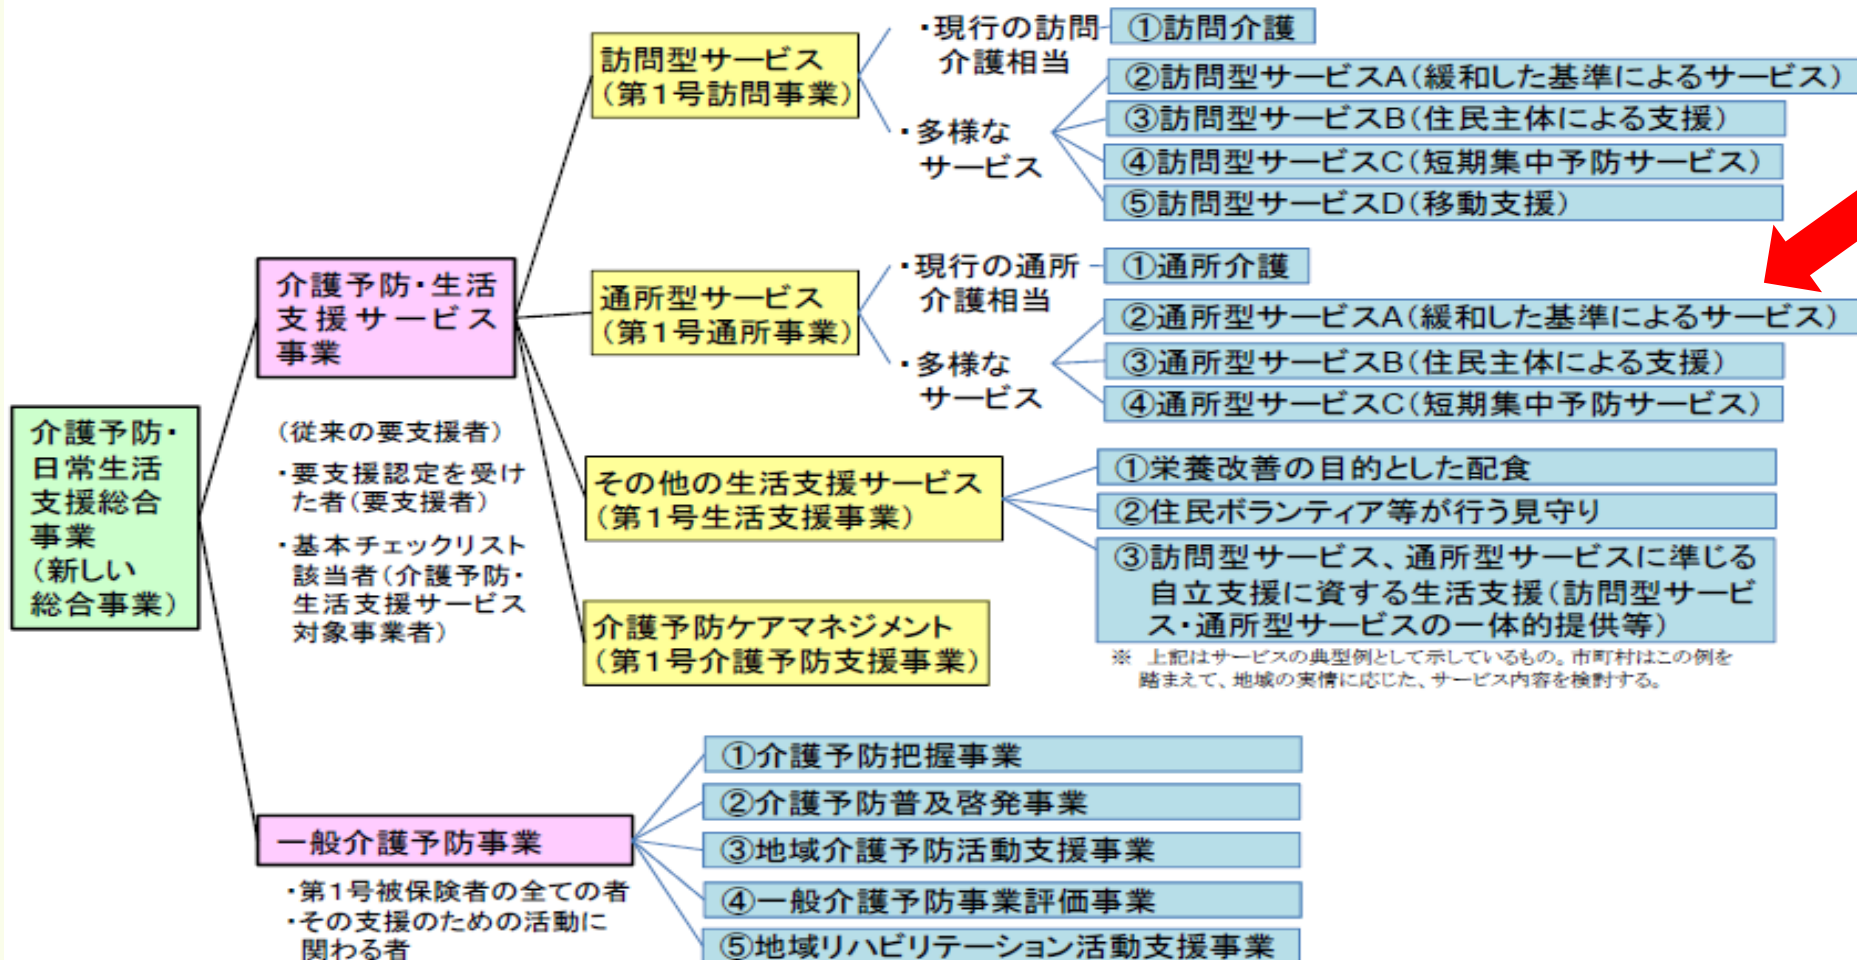 介護予防・
日常生活
支援総合
事業
（新しい
総合事業）
介護予防・生活
支援サービス
事業
（従来の要支援者）
・要支援認定を受け
た者（要支援者）
・基本チェックリスト
該当者（介護予防・
生活支援サービス
対象事業者）
訪問型サービス
（第１号訪問事業）
・現行の訪問
介護相当
①訪問介護
・多様な
サービス
②訪問型サービスA（緩和した基準によるサービス）
③訪問型サービスB（住民主体による支援）
④訪問型サービスC（短期集中予防サービス）
⑤訪問型サービスD（移動支援）
通所型サービス
（第１号通所事業）
・現行の通所
介護相当
①通所介護
・多様な
サービス
②通所型サービスA（緩和した基準によるサービス）
③通所型サービスB（住民主体による支援）
④通所型サービスC（短期集中予防サービス）
その他の生活支援サービス
（第１号生活支援事業）
①栄養改善の目的とした配食
②住民ボランティア等が行う見守り
③訪問型サービス、通所型サービスに準じる
自立支援に資する生活支援（訪問型サービ
ス・通所型サービスの一体的提供等）
※　上記はサービスの典型例として示しているもの。市町村はこの例を
踏まえて、地域の実情に応じた、サービス内容を検討する。
介護予防ケアマネジメント
（第１号介護予防支援事業）
一般介護予防事業
・第１号被保険者の全ての者
・その支援のための活動に
関わる者
①介護予防把握事業
②介護予防普及啓発事業
③地域介護予防活動支援事業
④一般介護予防事業評価事業
⑤地域リハビリテーション活動支援事業